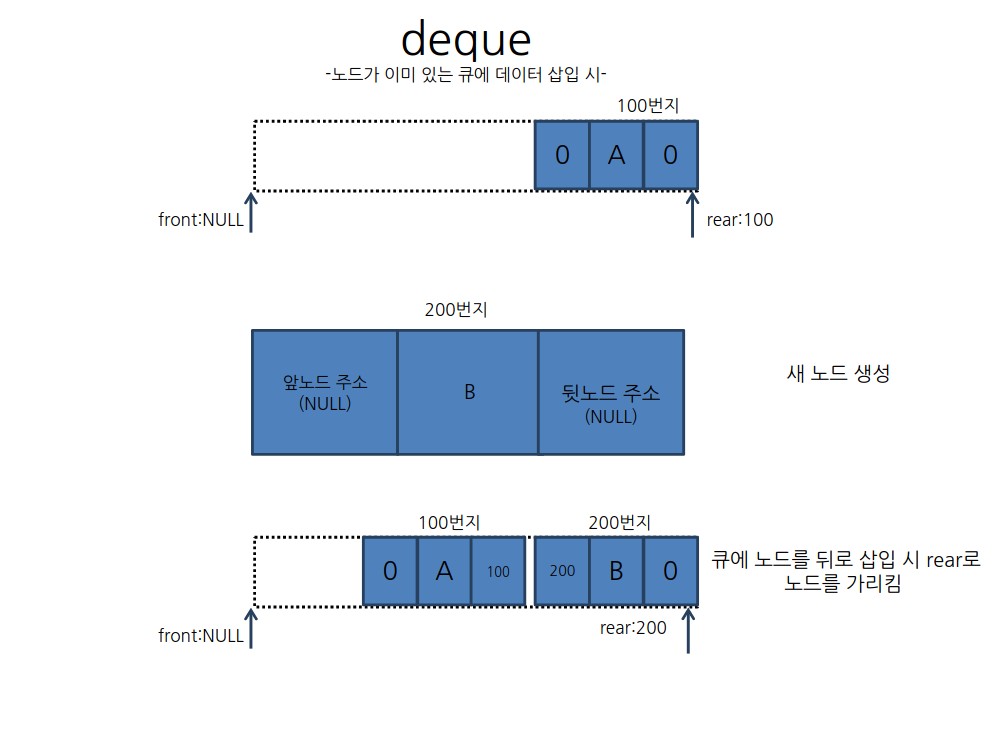 deque
-노드가 이미 있는 큐에 데이터 삽입 시-
100번지
0 A 0
front:NULL
rear:100
200번지
앞노드 주소
(NULL)
B
뒷노드 주소
(NULL)
새 노드 생성
100번지
200번지
0 A 100
200 B 0
큐에 노드를 뒤로 삽입 시 rear로
노드를 가리킴
front:NULL
rear:200